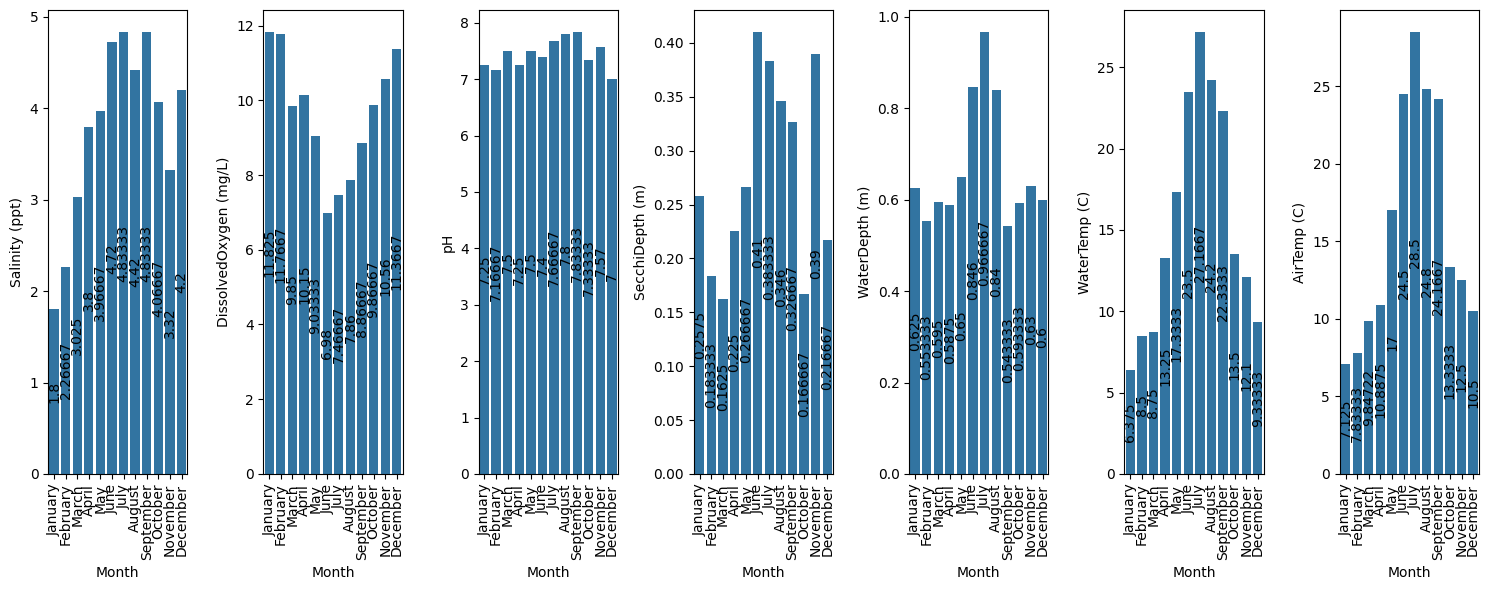 Salinity (ppt)
5
4
3
2
1
0
1.8
2.26667
3.025
3.8
3.96667
4.72
4.83333
4.42
4.83333
4.06667
3.32
4.2
January
February
March
April
May
June
July
August
September
October
November
December
Month
DissolvedOxygen (mg/L)
12
10
8
6
4
2
0
11.825
11.7667
9.85
10.15
9.03333
6.98
7.46667
7.86
8.86667
9.86667
10.56
11.3667
January
February
March
April
May
June
July
August
September
October
November
December
Month
pH
8
7
6
5
4
3
2
1
0
7.25
7.16667
7.5
7.25
7.5
7.4
7.66667
7.8
7.83333
7.33333
7.57
7
January
February
March
April
May
June
July
August
September
October
November
December
Month
SecchiDepth (m)
0.40
0.35
0.30
0.25
0.20
0.15
0.10
0.05
0.00
0.2575
0.183333
0.1625
0.225
0.266667
0.41
0.383333
0.346
0.326667
0.166667
0.39
0.216667
January
February
March
April
May
June
July
August
September
October
November
December
Month
WaterDepth (m)
1.0
0.8
0.6
0.4
0.2
0.0
0.625
0.553333
0.595
0.5875
0.65
0.846
0.966667
0.84
0.543333
0.593333
0.63
0.6
January
February
March
April
May
June
July
August
September
October
November
December
Month
WaterTemp (C)
25
20
15
10
5
0
6.375
8.5
8.75
13.25
17.3333
23.5
27.1667
24.2
22.3333
13.5
12.1
9.33333
January
February
March
April
May
June
July
August
September
October
November
December
Month
AirTemp (C)
25
20
15
10
5
0
7.125
7.83333
9.84722
10.8875
17
24.5
28.5
24.8
24.1667
13.3333
12.5
10.5
January
February
March
April
May
June
July
August
September
October
November
December
Month